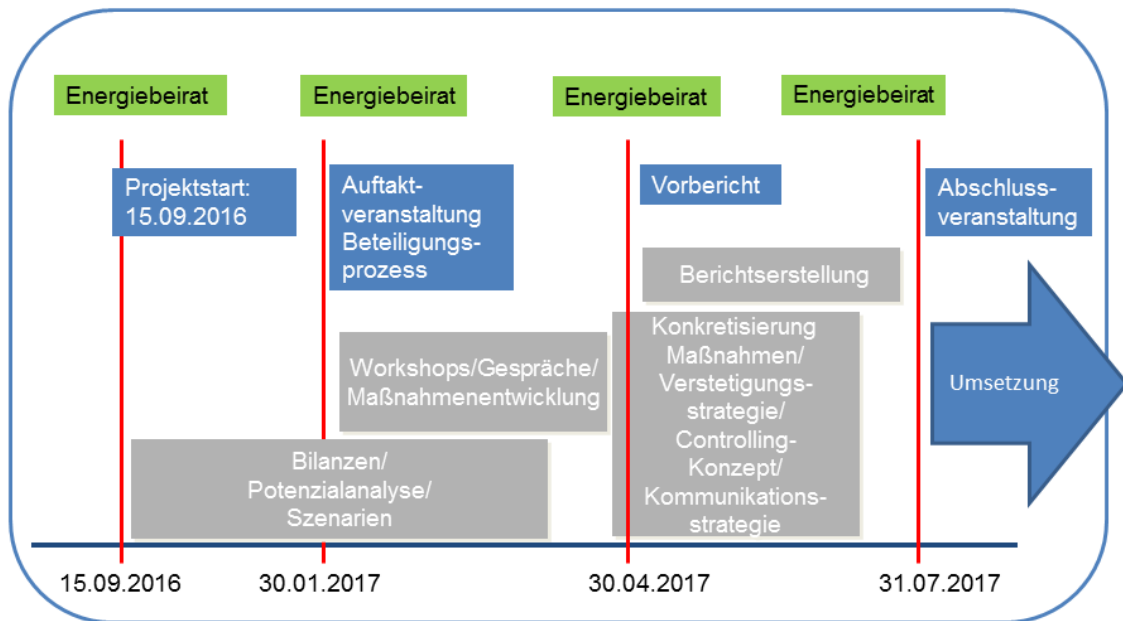 Energiebeirat
Energiebeirat
Energiebeirat
Energiebeirat
Projektstart:
15.09.2016
Auftakt-
veranstaltung
Beteiligungs-
prozess
Vorbericht
Abschluss-
veranstaltung
Berichtserstellung
Workshops/Gespräche/
Maßnahmenentwicklung
Konkretisierung
Maßnahmen/
Verstetigungs-
strategie/
Controlling-
Konzept/
Kommunikations-
strategie
Umsetzung
Bilanzen/
Potenzialanalyse/
Szenarien
15.09.2016
30.01.2017
30.04.2017
31.07.2017